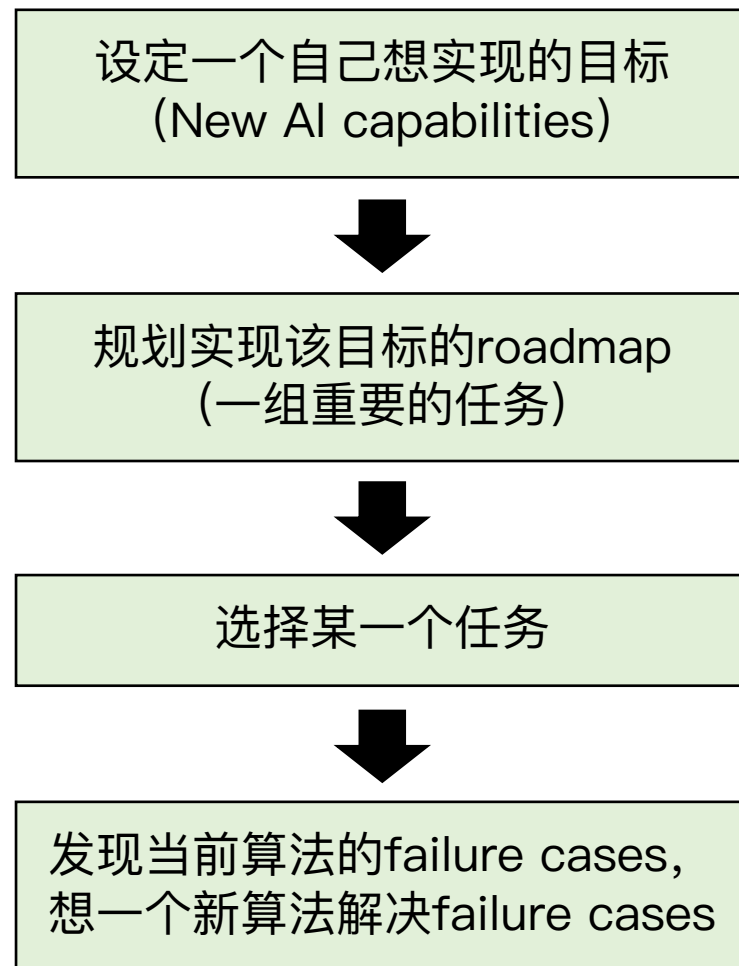 设定一个自己想实现的目标
（New AI capabilities）
规划实现该目标的roadmap
（一组重要的任务）
选择某一个任务
发现当前算法的failure cases，
想一个新算法解决failure cases